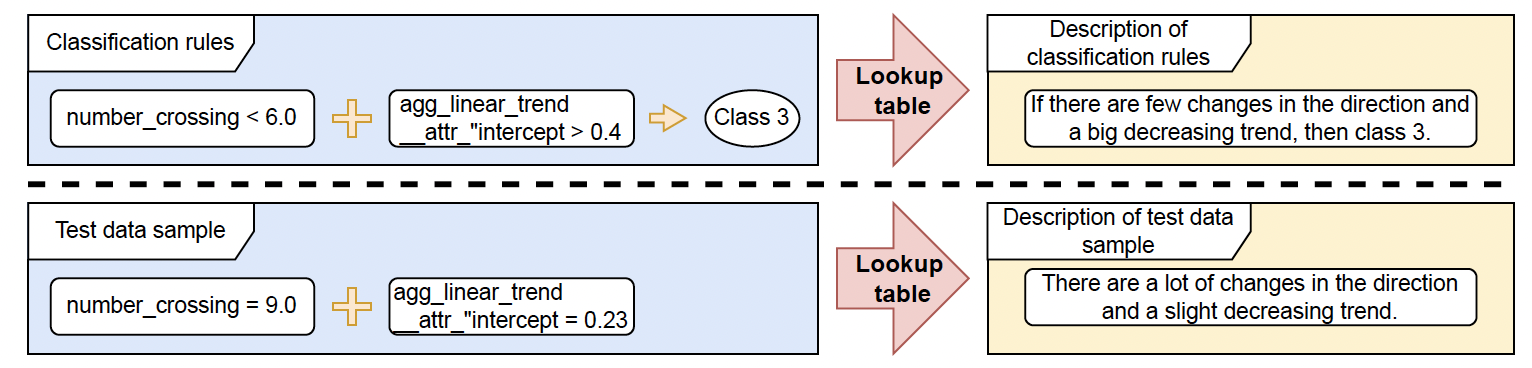 Classification rules
number_crossing < 6.0
agg_linear_trend
__attr_"intercept > 0.4
Class 3
Lookup
table
Description of
classification rules
If there are few changes in the direction and
a big decreasing trend, then class 3.
Test data sample
number_crossing = 9.0
agg_linear_trend
__attr_"intercept = 0.23
Lookup
table
Description of test data
sample
There are a lot of changes in the direction
and a slight decreasing trend.